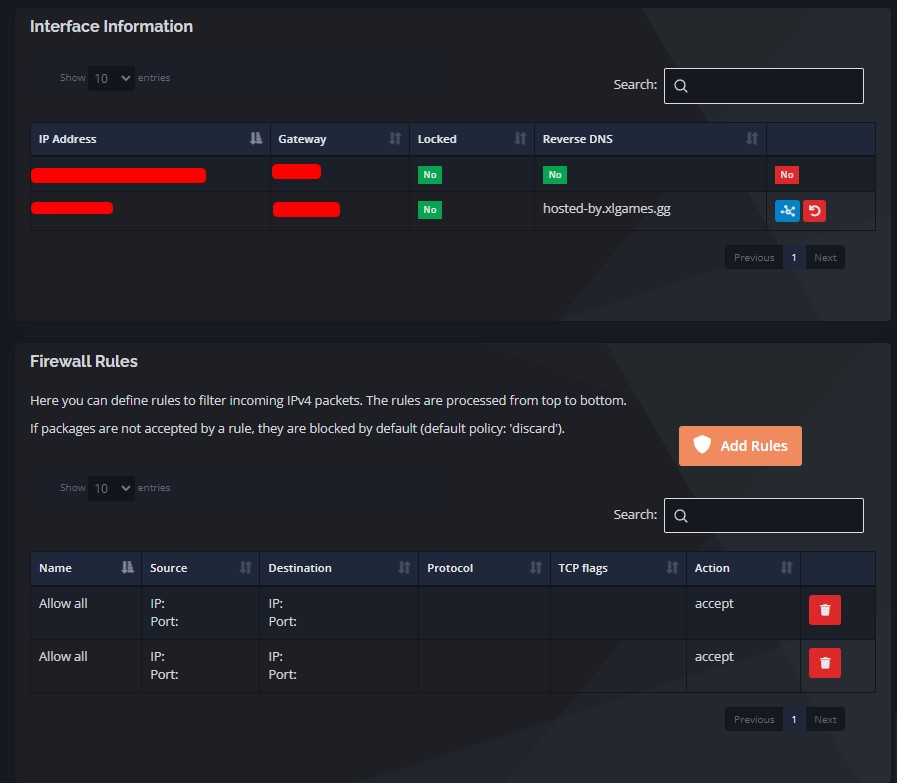 Interface Information
Show 10 entries
Search:
IP Address Gateway Locked Reverse DNS
No No No
No hosted-by.xlgames.gg
Previous 1 Next
Firewall Rules
Here you can define rules to filter incoming IPv4 packets. The rules are processed from top to bottom.
If packages are not accepted by a rule, they are blocked by default (default policy: 'discard').
Add Rules
Show 10 entries
Search:
Name Source Destination Protocol TCP flags Action
Allow all IP: IP: accept
Port: Port:
Allow all IP: IP: accept
Port: Port:
Previous 1 Next